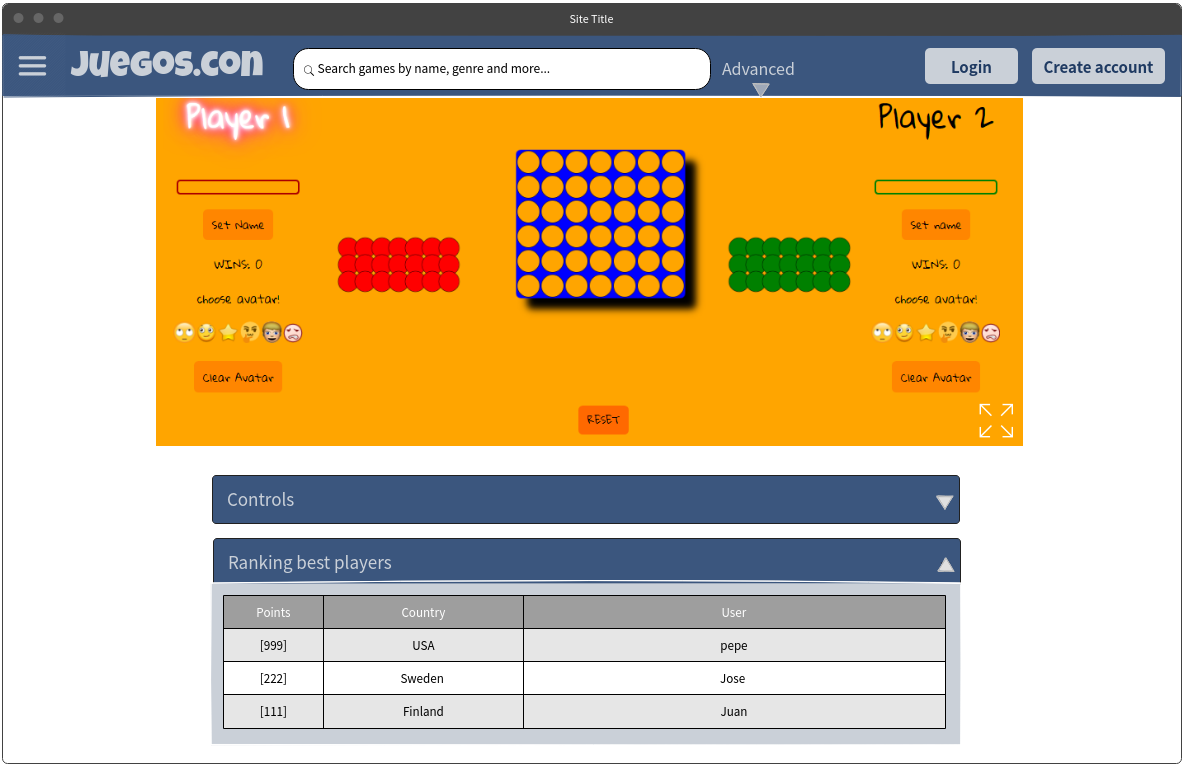 Site Title
Juegos.con
Search games by name, genre and more...
Advanced
Login
Create account
Player 1
Player 2
Set Name
Set name
WINS: 0
WINS: 0
choose avatar!
choose avatar!
Clear Avatar
Clear Avatar
RESET
Controls
Ranking best players
Points Country User
[999] USA pepe
[222] Sweden Jose
[111] Finland Juan